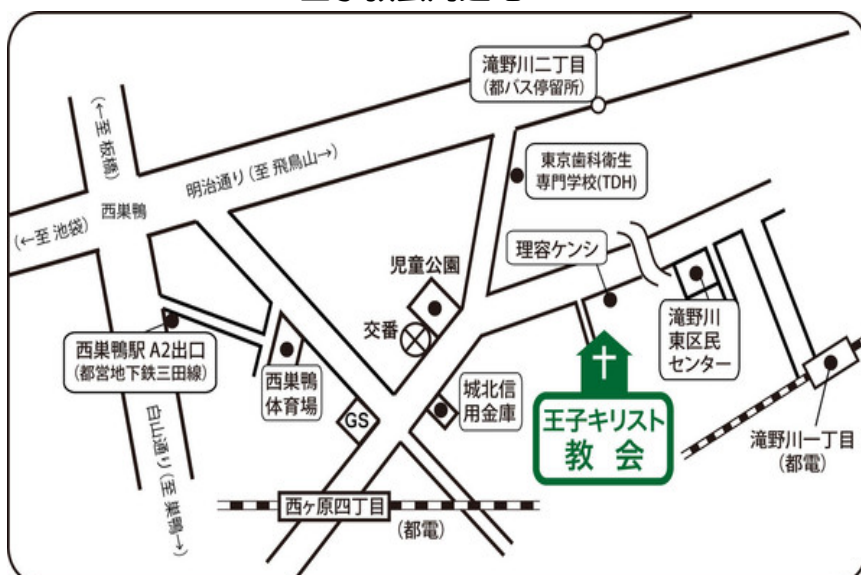 滝野川二丁目
(都バス停留所)
(←至 板橋)
明治通り(至 飛鳥山→)
西巣鴨
(←至 池袋)
東京歯科衛生
専門学校(TDH)
理容ケンシ
児童公園
交番
滝野川
東区民
センター
西巣鴨駅 A2出口
(都営地下鉄三田線)
西巣鴨
体育場
城北信
用金庫
GS
王子キリスト
教会
滝野川一丁目
(都電)
白山通り(至 巣鴨→)
西ヶ原四丁目
(都電)